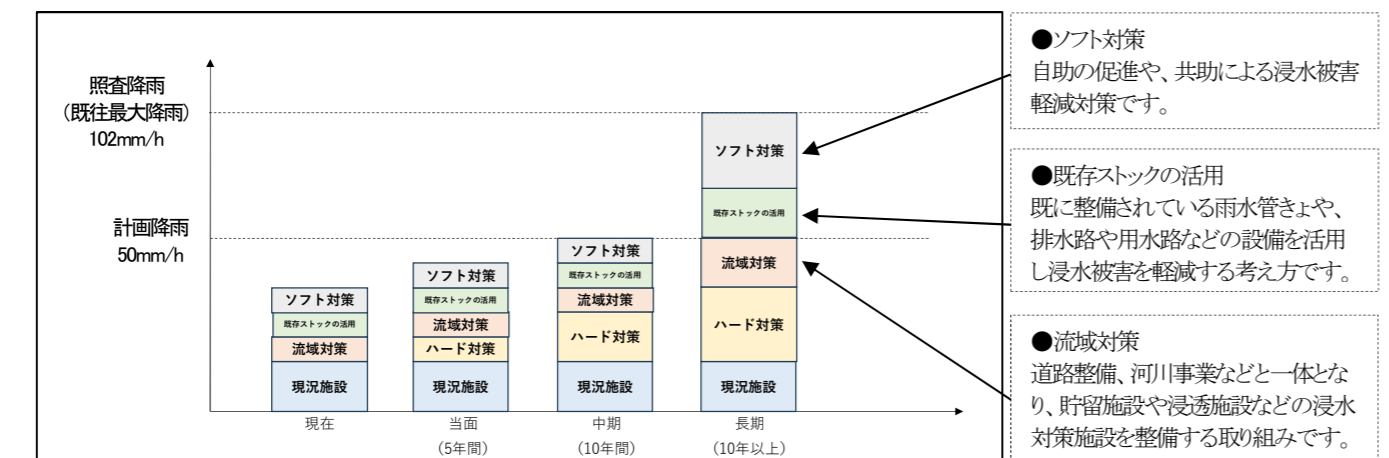 照査降雨
(既往最大降雨)
102mm/h
計画降雨
50mm/h
ソフト対策
既存ストックの活用
流域対策
現況施設
現在
ソフト対策
既存ストックの活用
流域対策
ハード対策
現況施設
当面
(5年間)
ソフト対策
既存ストックの活用
流域対策
ハード対策
現況施設
中期
(10年間)
ソフト対策
既存ストックの活用
流域対策
ハード対策
現況施設
長期
(10年以上)
●ソフト対策
自助の促進や、共助による浸水被害
軽減対策です。
●既存ストックの活用
既に整備されている雨水管きょや、
排水路や用水路などの設備を活用
し浸水被害を軽減する考え方です。
●流域対策
道路整備、河川事業などと一体とな
り、貯留施設や浸透施設などの浸水
対策施設を整備する取り組みです。